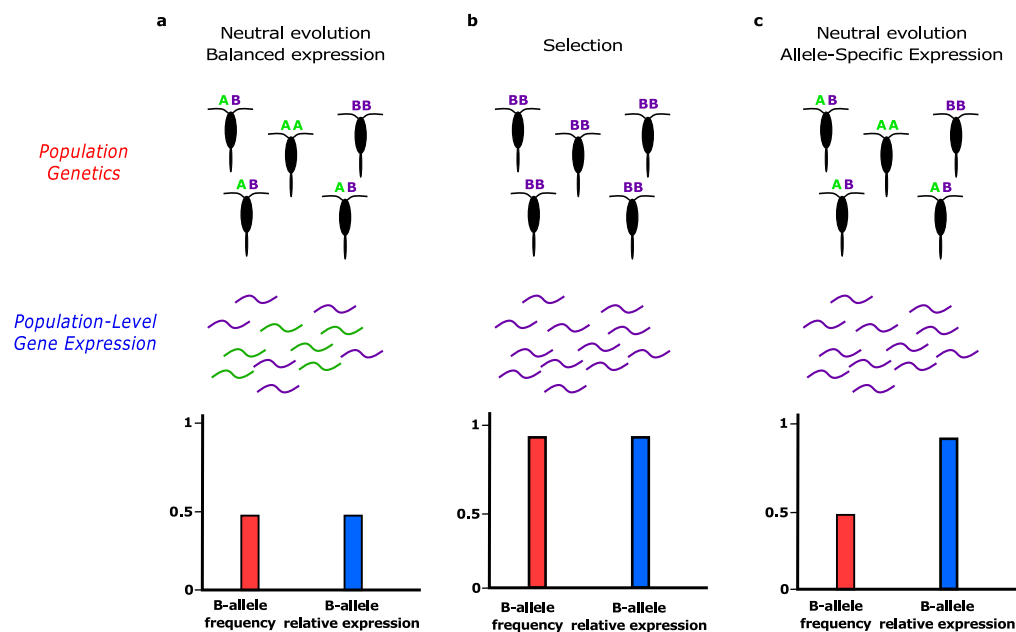 a
Neutral evolution
Balanced expression
b
Selection
c
Neutral evolution
Allele-Specific Expression
Population
Genetics
AB
AA
BB
AB
AB
BB
BB
BB
BB
BB
AB
AA
BB
AB
AB
Population-Level
Gene Expression
1
0.5
0
B-allele
frequency
B-allele
relative expression
1
0.5
0
B-allele
frequency
B-allele
relative expression
1
0.5
0
B-allele
frequency
B-allele
relative expression